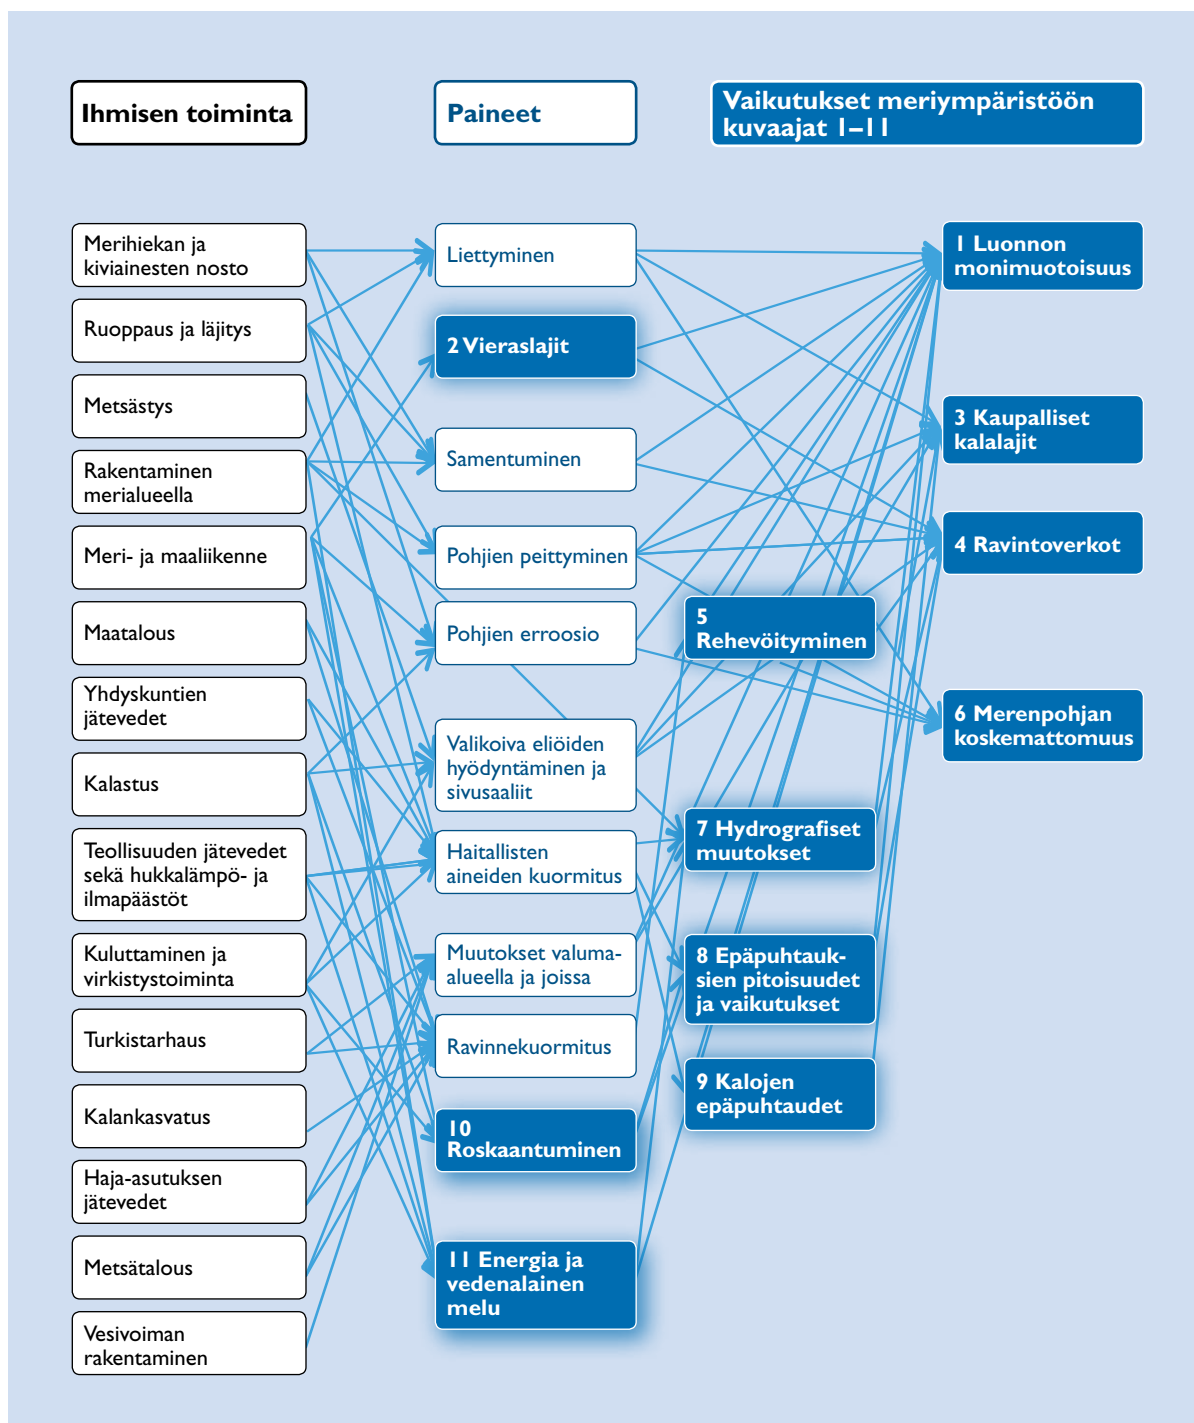 Ihmisen toiminta
Paineet
Vaikutukset meriympäristöön
kuvaajat 1–11
Merihiekan ja
kiviainesten nosto
Ruoppaus ja läjitys
Metsästys
Rakentaminen
merialueella
Meri- ja maaliikenne
Maatalous
Yhdyskuntien
jätevedet
Kalastus
Teollisuuden jätevedet
sekä hukkalämpö- ja
ilmapäästöt
Kuluttaminen ja
virkistystoiminta
Turkistarhaus
Kalankasvatus
Haja-asutuksen
jätevedet
Metsätalous
Vesivoiman
rakentaminen
Liettyminen
2 Vieraslajit
Samentuminen
Pohjien peittyminen
Pohjien erroosio
Valikoiva eliöiden
hyödyntäminen ja
sivusaaliit
Haitallisten
aineiden kuormitus
Muutokset valuma-
alueella ja joissa
Ravinnekuormitus
10
Roskaantuminen
11 Energia ja
vedenalainen
melu
5
Rehevöityminen
7 Hydrografiset
muutokset
8 Epäpuhtauk-
sien pitoisuudet
ja vaikutukset
9 Kalojen
epäpuhtaudet
1 Luonnon
monimuotoisuus
3 Kaupalliset
kalalajit
4 Ravintoverkot
6 Merenpohjan
koskemattomuus